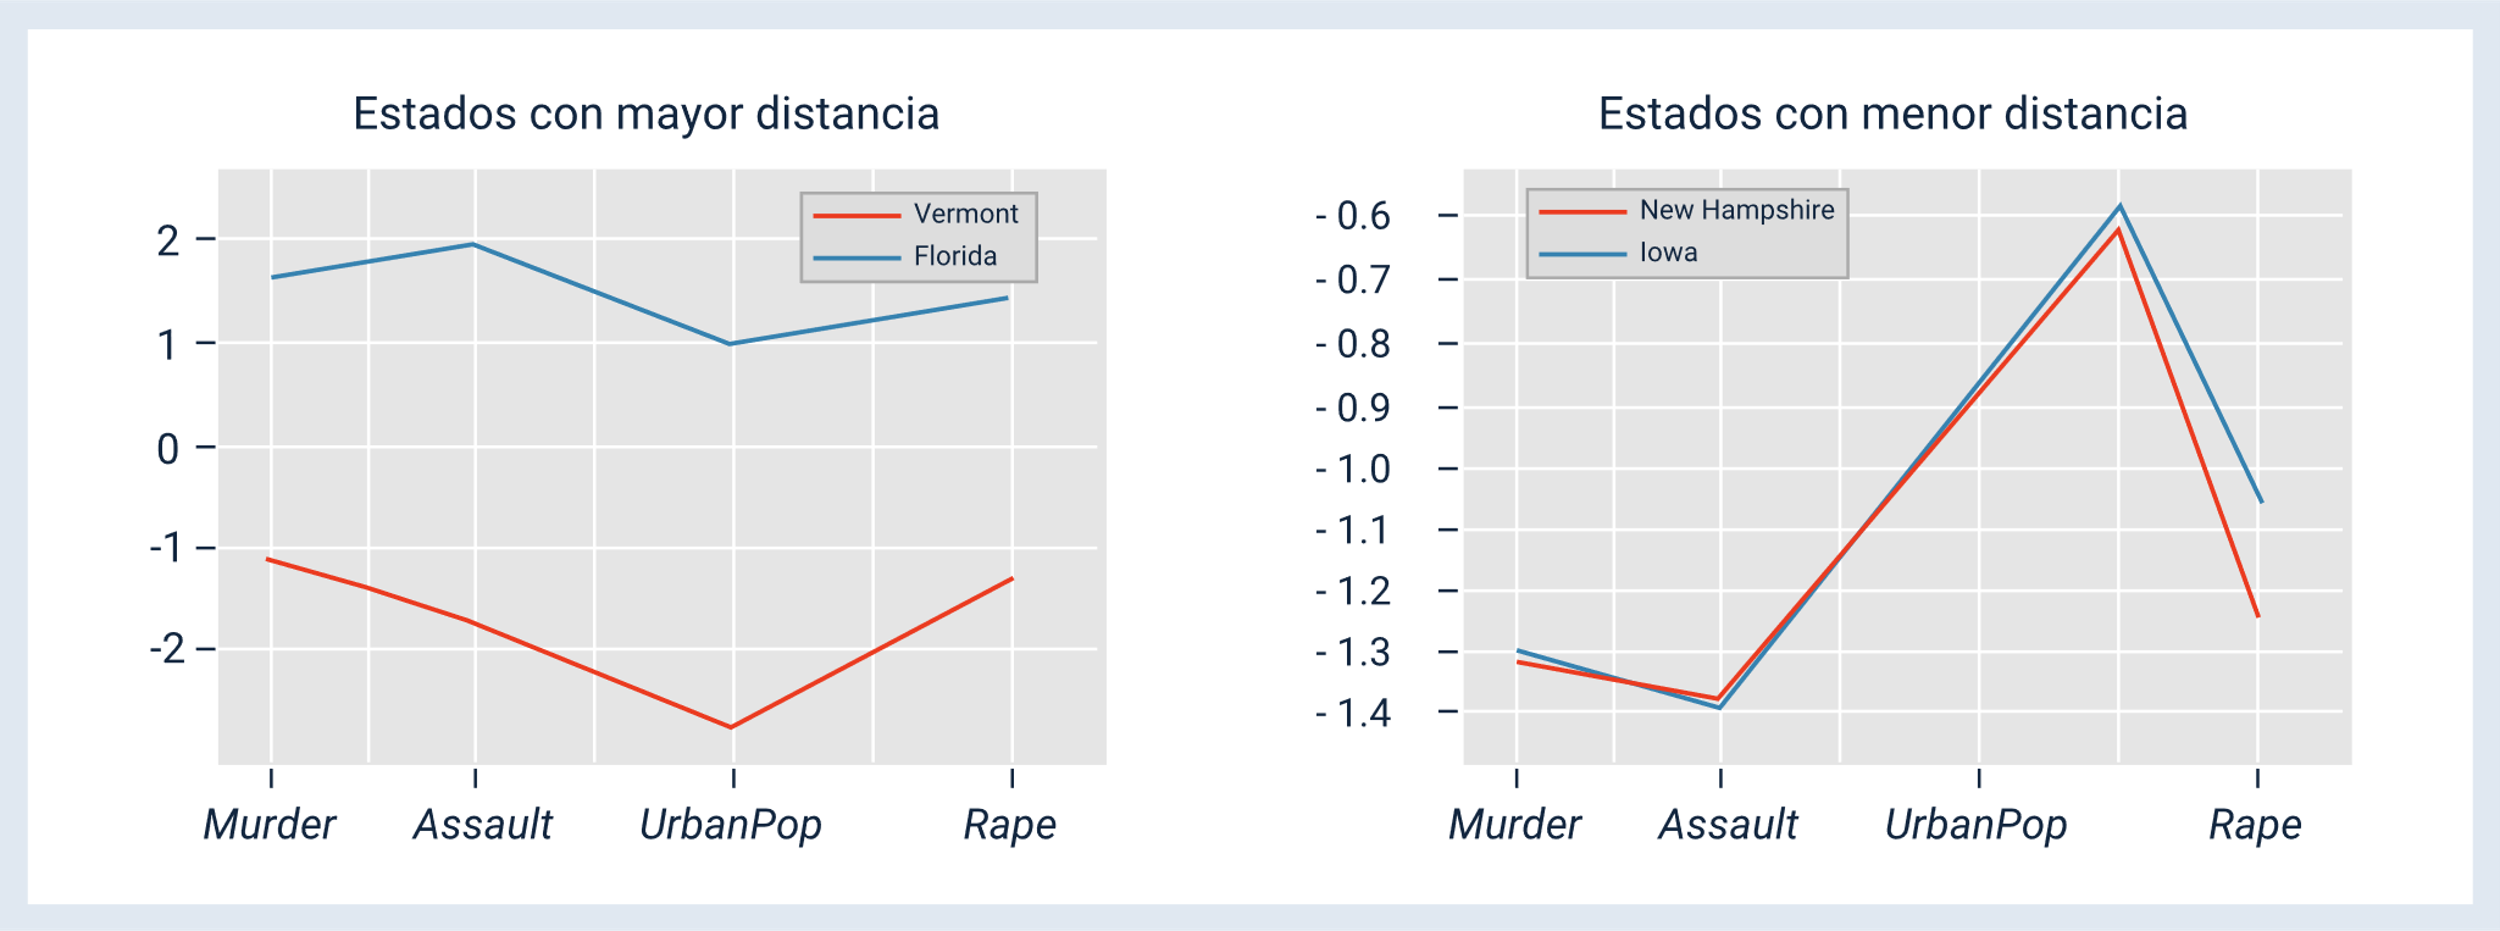 Estados con mayor distancia
Vermont
Florida
2
1
0
-1
-2
Murder Assault UrbanPop Rape
Estados con menor distancia
New Hampshire
Iowa
- 0.6
- 0.7
- 0.8
- 0.9
- 1.0
- 1.1
- 1.2
- 1.3
- 1.4
Murder Assault UrbanPop Rape